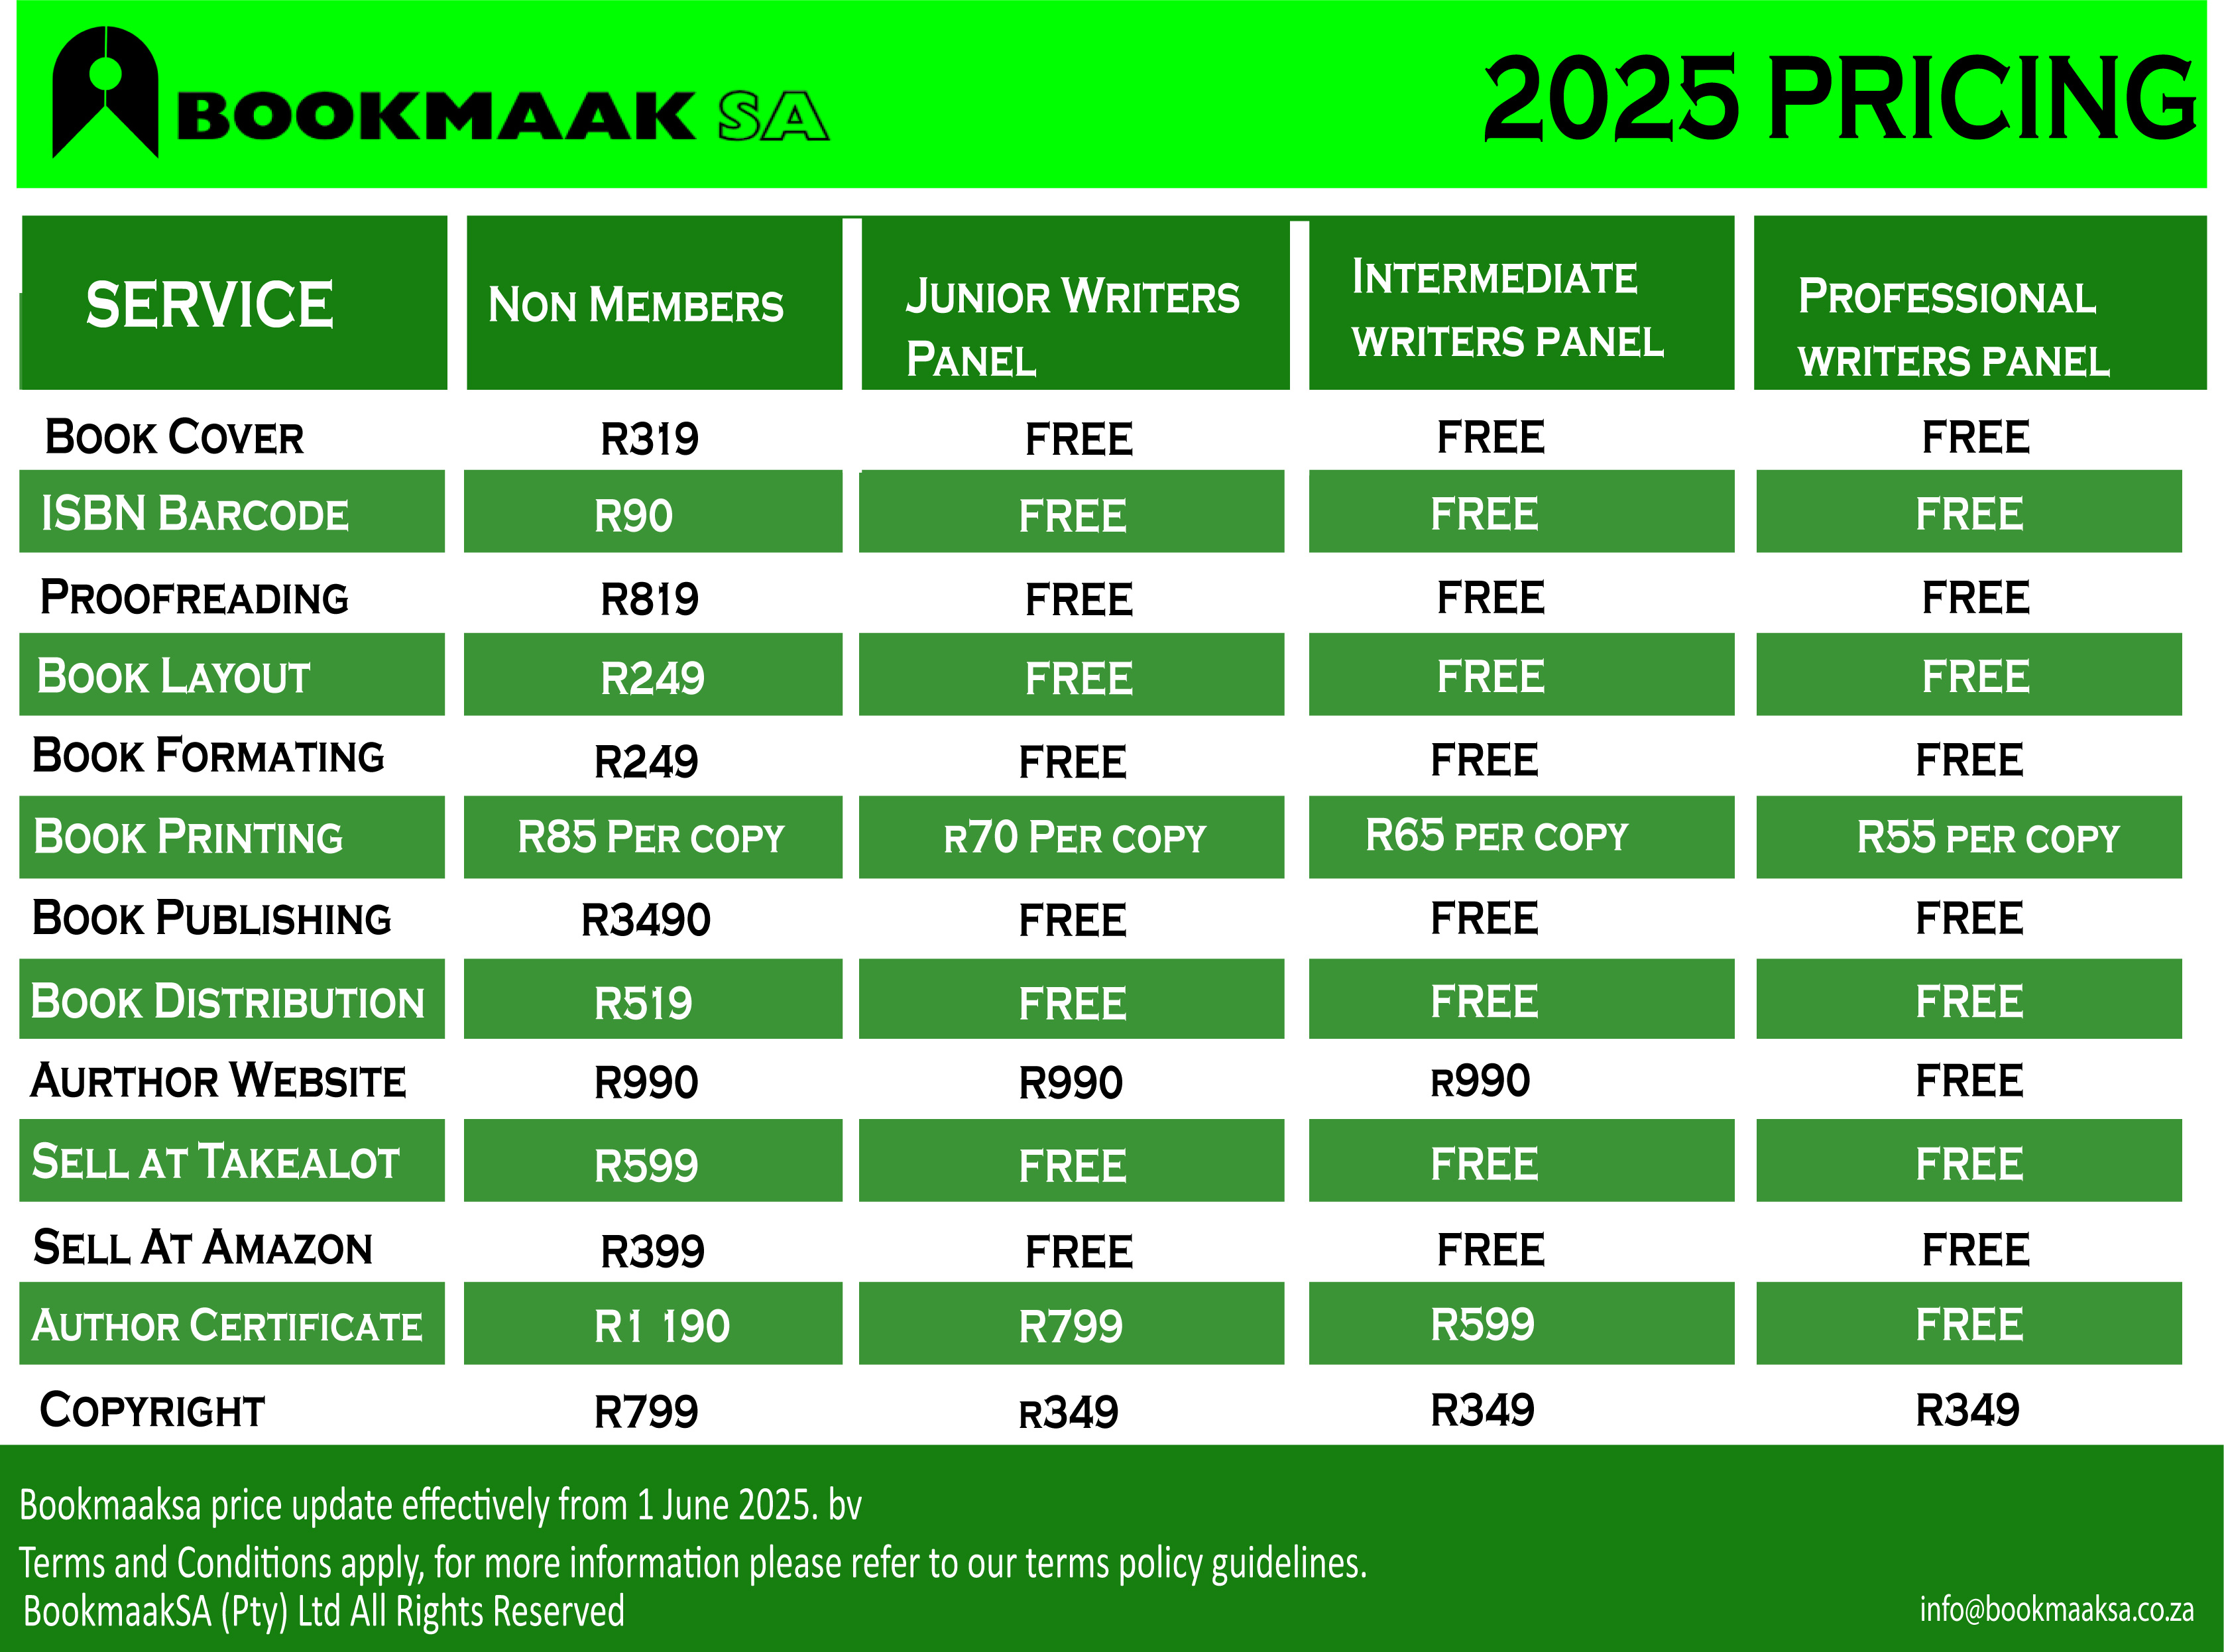 BOOKMAAK SA
2025 PRICING
SERVICE
NON MEMBERS
JUNIOR WRITERS
PANEL
INTERMEDIATE
WRITERS PANEL
PROFESSIONAL
WRITERS PANEL
BOOK COVER R319 FREE FREE FREE
ISBN BARCODE R90 FREE FREE FREE
PROOFREADING R819 FREE FREE FREE
BOOK LAYOUT R249 FREE FREE FREE
BOOK FORMATING R249 FREE FREE FREE
BOOK PRINTING R85 PER COPY R70 PER COPY R65 PER COPY R55 PER COPY
BOOK PUBLISHING R3490 FREE FREE FREE
BOOK DISTRIBUTION R519 FREE FREE FREE
AURTHOR WEBSITE R990 R990 R990 FREE
SELL AT TAKEALOT R599 FREE FREE FREE
SELL AT AMAZON R399 FREE FREE FREE
AUTHOR CERTIFICATE R1 190 R799 R599 FREE
COPYRIGHT R799 R349 R349 R349
Bookmaaksa price update effectively from 1 June 2025. bv
Terms and Conditions apply, for more information please refer to our terms policy guidelines.
BookmaakSA (Pty) Ltd All Rights Reserved
info@bookmaaksa.co.za